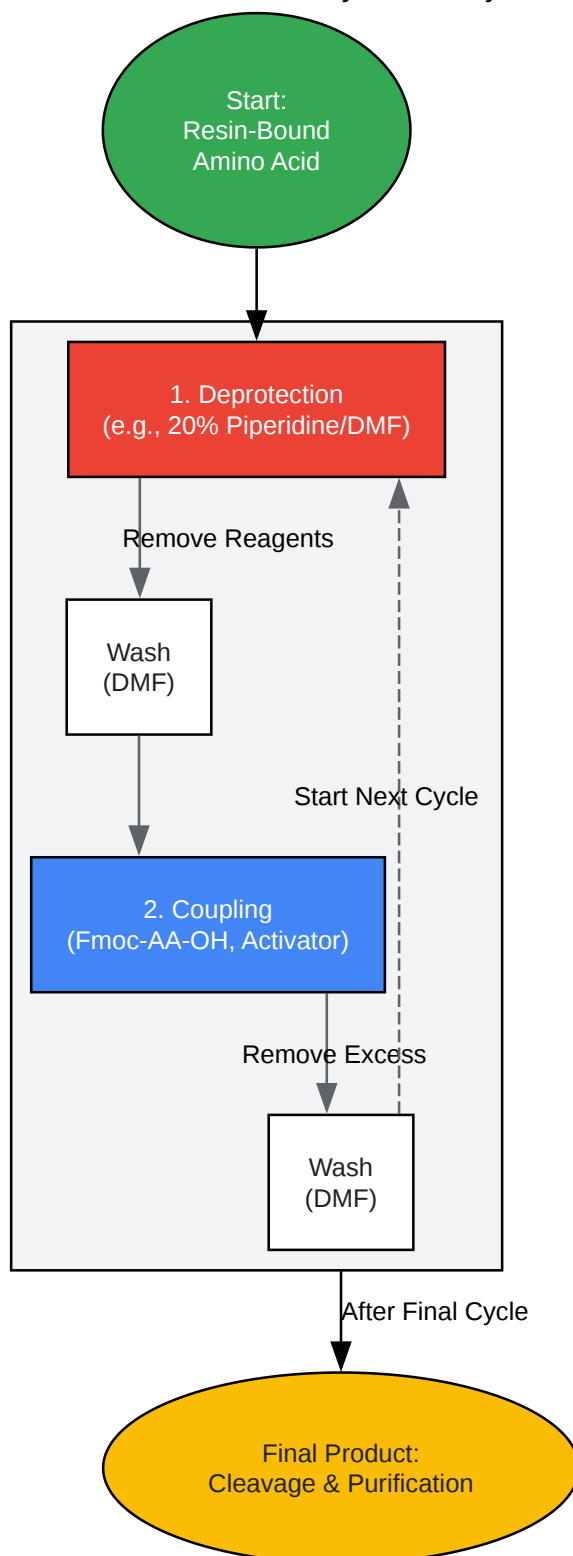 Start:
Resin-Bound
Amino Acid
1. Deprotection
(e.g., 20% Piperidine/DMF)
Remove Reagents
Wash
(DMF)
Start Next Cycle
2. Coupling
(Fmoc-AA-OH, Activator)
Remove Excess
Wash
(DMF)
After Final Cycle
Final Product:
Cleavage & Purification